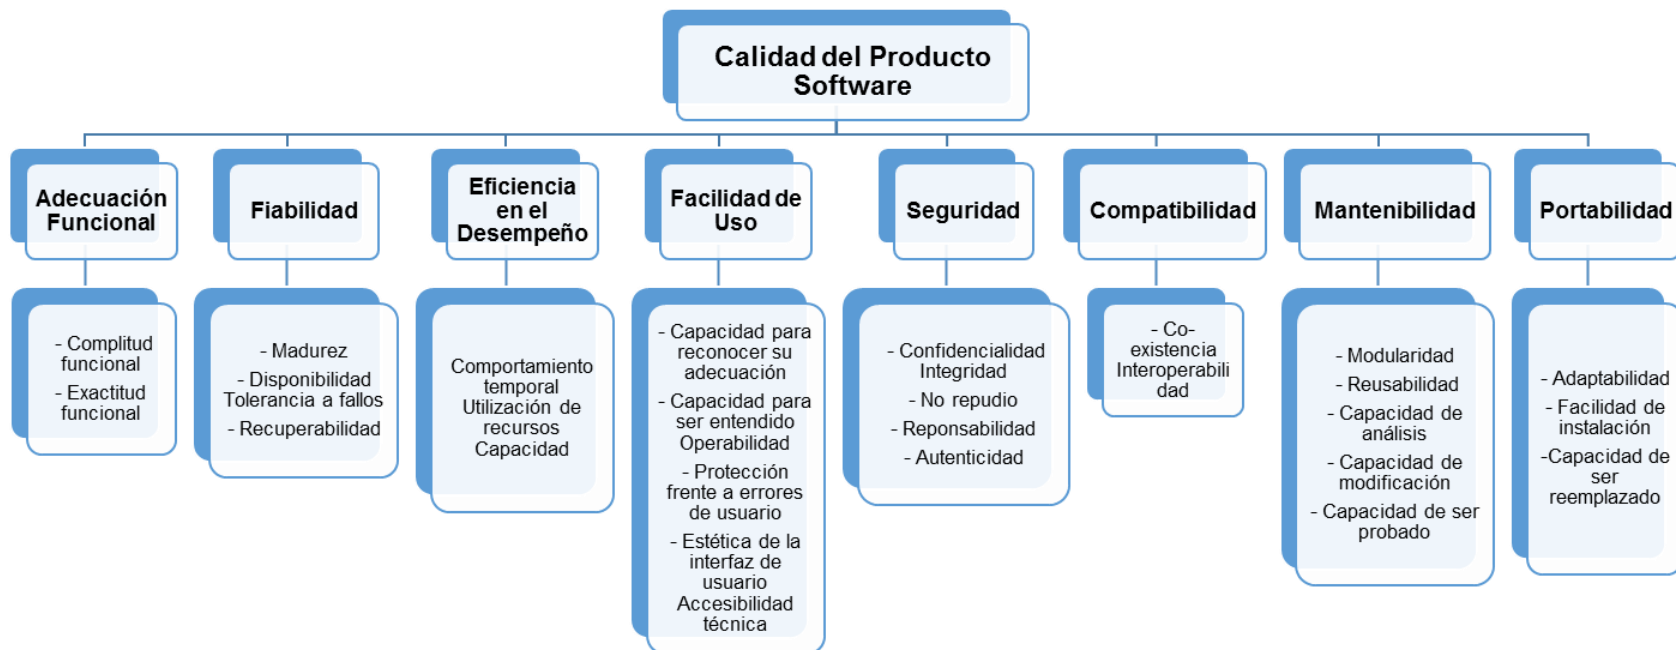 Calidad del Producto
Software
Adecuación
Funcional
Fiabilidad
Eficiencia
en el
Desempeño
Facilidad de
Uso
Seguridad
Compatibilidad
Mantenibilidad
Portabilidad
- Complitud
funcional
- Exactitud
funcional
- Madurez
- Disponibilidad
Tolerancia a fallos
- Recuperabilidad
Comportamiento
temporal
Utilización de
recursos
Capacidad
- Capacidad para
reconocer su
adecuación
- Capacidad para
ser entendido
Operabilidad
- Protección
frente a errores
de usuario
- Estética de la
interfaz de
usuario
Accesibilidad
técnica
- Confidencialidad
Integridad
- No repudio
- Reponsabilidad
- Autenticidad
- Co-
existencia
Interoperabili
dad
- Modularidad
- Reusabilidad
- Capacidad de
análisis
- Capacidad de
modificación
- Capacidad de ser
probado
- Adaptabilidad
- Facilidad de
instalación
-Capacidad de
ser
reemplazado